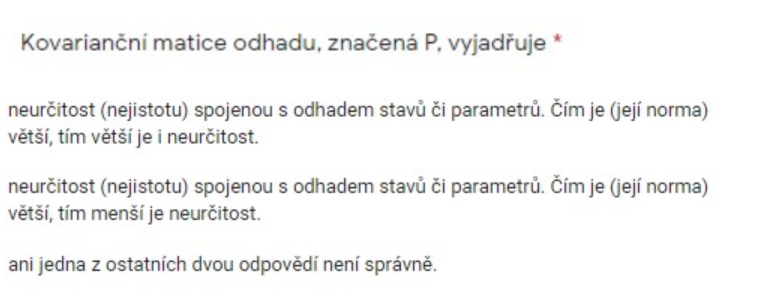 Kovarianční matice odhadu, značená P, vyjadřuje *
neurčitost (nejistotu) spojenou s odhadem stavů či parametrů. Čím je (její norma)
větší, tím větší je i neurčitost.
neurčitost (nejistotu) spojenou s odhadem stavů či parametrů. Čím je (její norma)
větší, tím menší je neurčitost.
ani jedna z ostatních dvou odpovědí není správně.